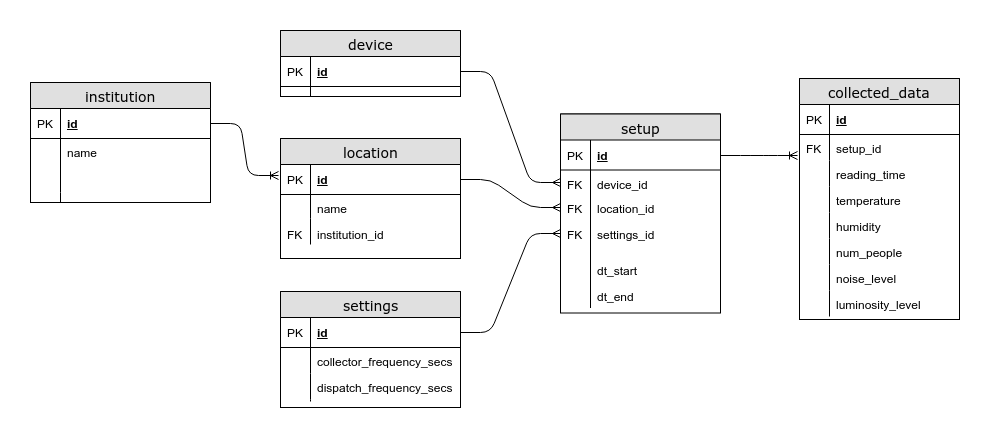 institution
PK id
name
device
PK id
location
PK id
name
FK institution_id
settings
PK id
collector_frequency_secs
dispatch_frequency_secs
setup
PK id
FK device_id
FK location_id
FK settings_id
dt_start
dt_end
collected_data
PK id
FK setup_id
reading_time
temperature
humidity
num_people
noise_level
luminosity_level